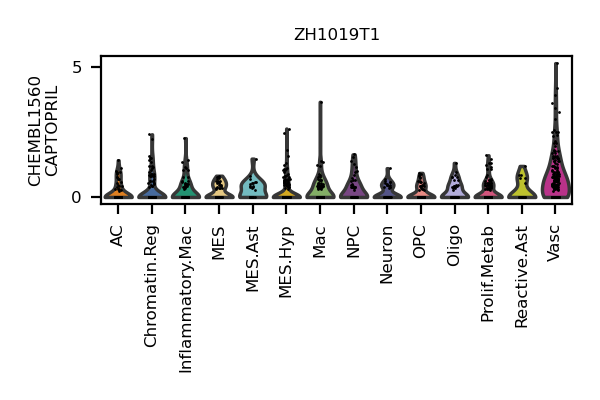 ZH1019T1
CHEMBL1560
CAPTOPRIL
5
0
AC
Chromatin.Reg
Inflammatory.Mac
MES
MES.Ast
MES.Hyp
Mac
NPC
Neuron
OPC
Oligo
Prolif.Metab
Reactive.Ast
Vasc